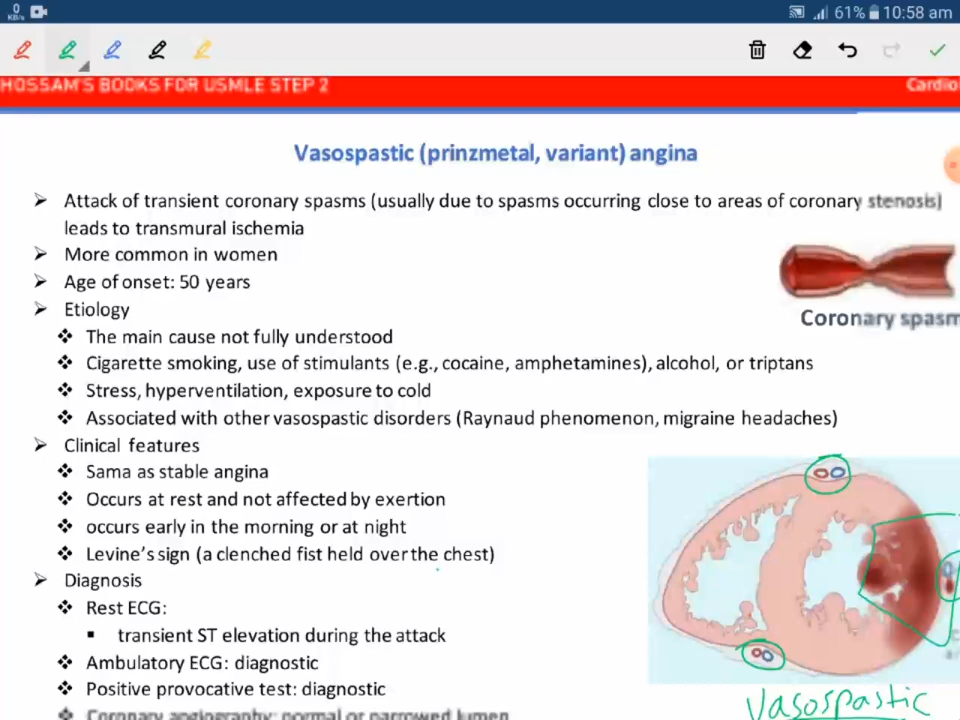 0
KB/s
61% 10:58 am
HOSSAM'S BOOKS FOR USMLE STEP 2
Cardio
Vasospastic (prinzmetal, variant) angina
➢ Attack of transient coronary spasms (usually due to spasms occurring close to areas of coronary stenosis)
leads to transmural ischemia
➢ More common in women
➢ Age of onset: 50 years
➢ Etiology
❖ The main cause not fully understood
❖ Cigarette smoking, use of stimulants (e.g., cocaine, amphetamines), alcohol, or triptans
❖ Stress, hyperventilation, exposure to cold
❖ Associated with other vasospastic disorders (Raynaud phenomenon, migraine headaches)
Coronary spasm
➢ Clinical features
❖ Sama as stable angina
❖ Occurs at rest and not affected by exertion
❖ occurs early in the morning or at night
❖ Levine's sign (a clenched fist held over the chest)
➢ Diagnosis
❖ Rest ECG:
▪ transient ST elevation during the attack
❖ Ambulatory ECG: diagnostic
❖ Positive provocative test: diagnostic
❖ Coronary angiography: normal or narrowed lumen
Vasospastic